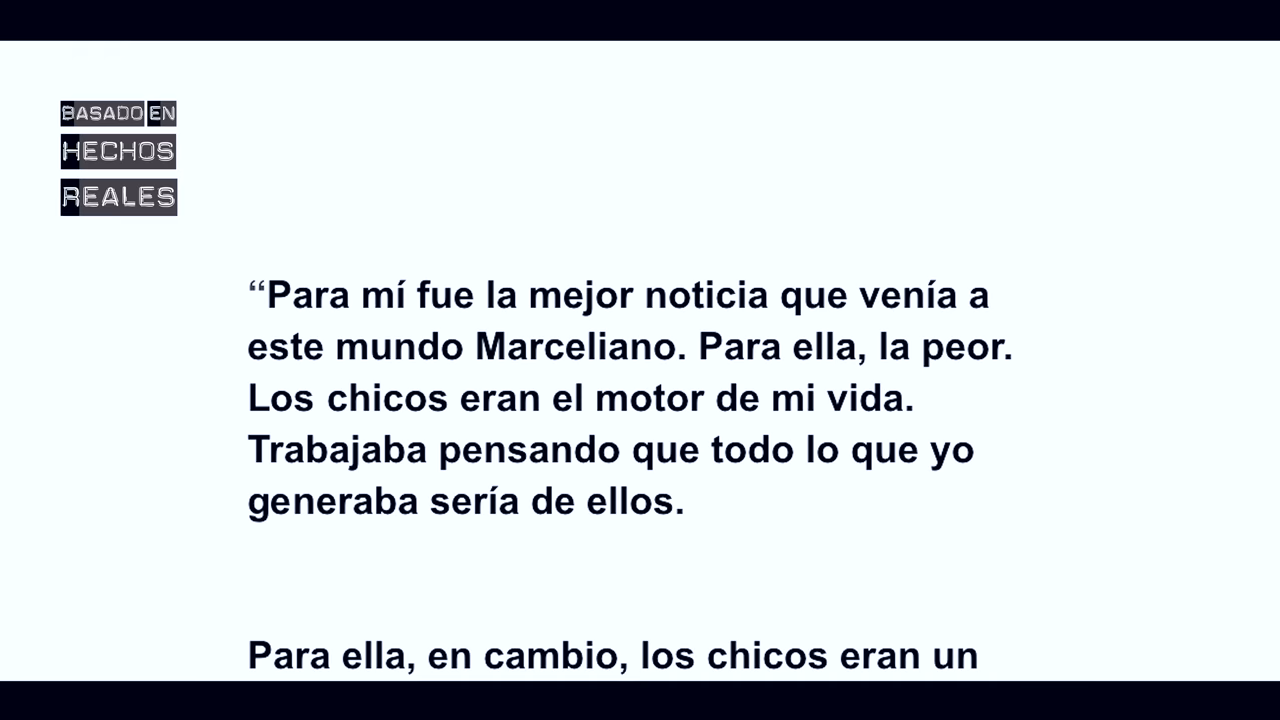 BASADO EN
HECHOS
REALES
“Para mí fue la mejor noticia que venía a
este mundo Marceliano. Para ella, la peor.
Los chicos eran el motor de mi vida.
Trabajaba pensando que todo lo que yo
generaba sería de ellos.
Para ella, en cambio, los chicos eran un